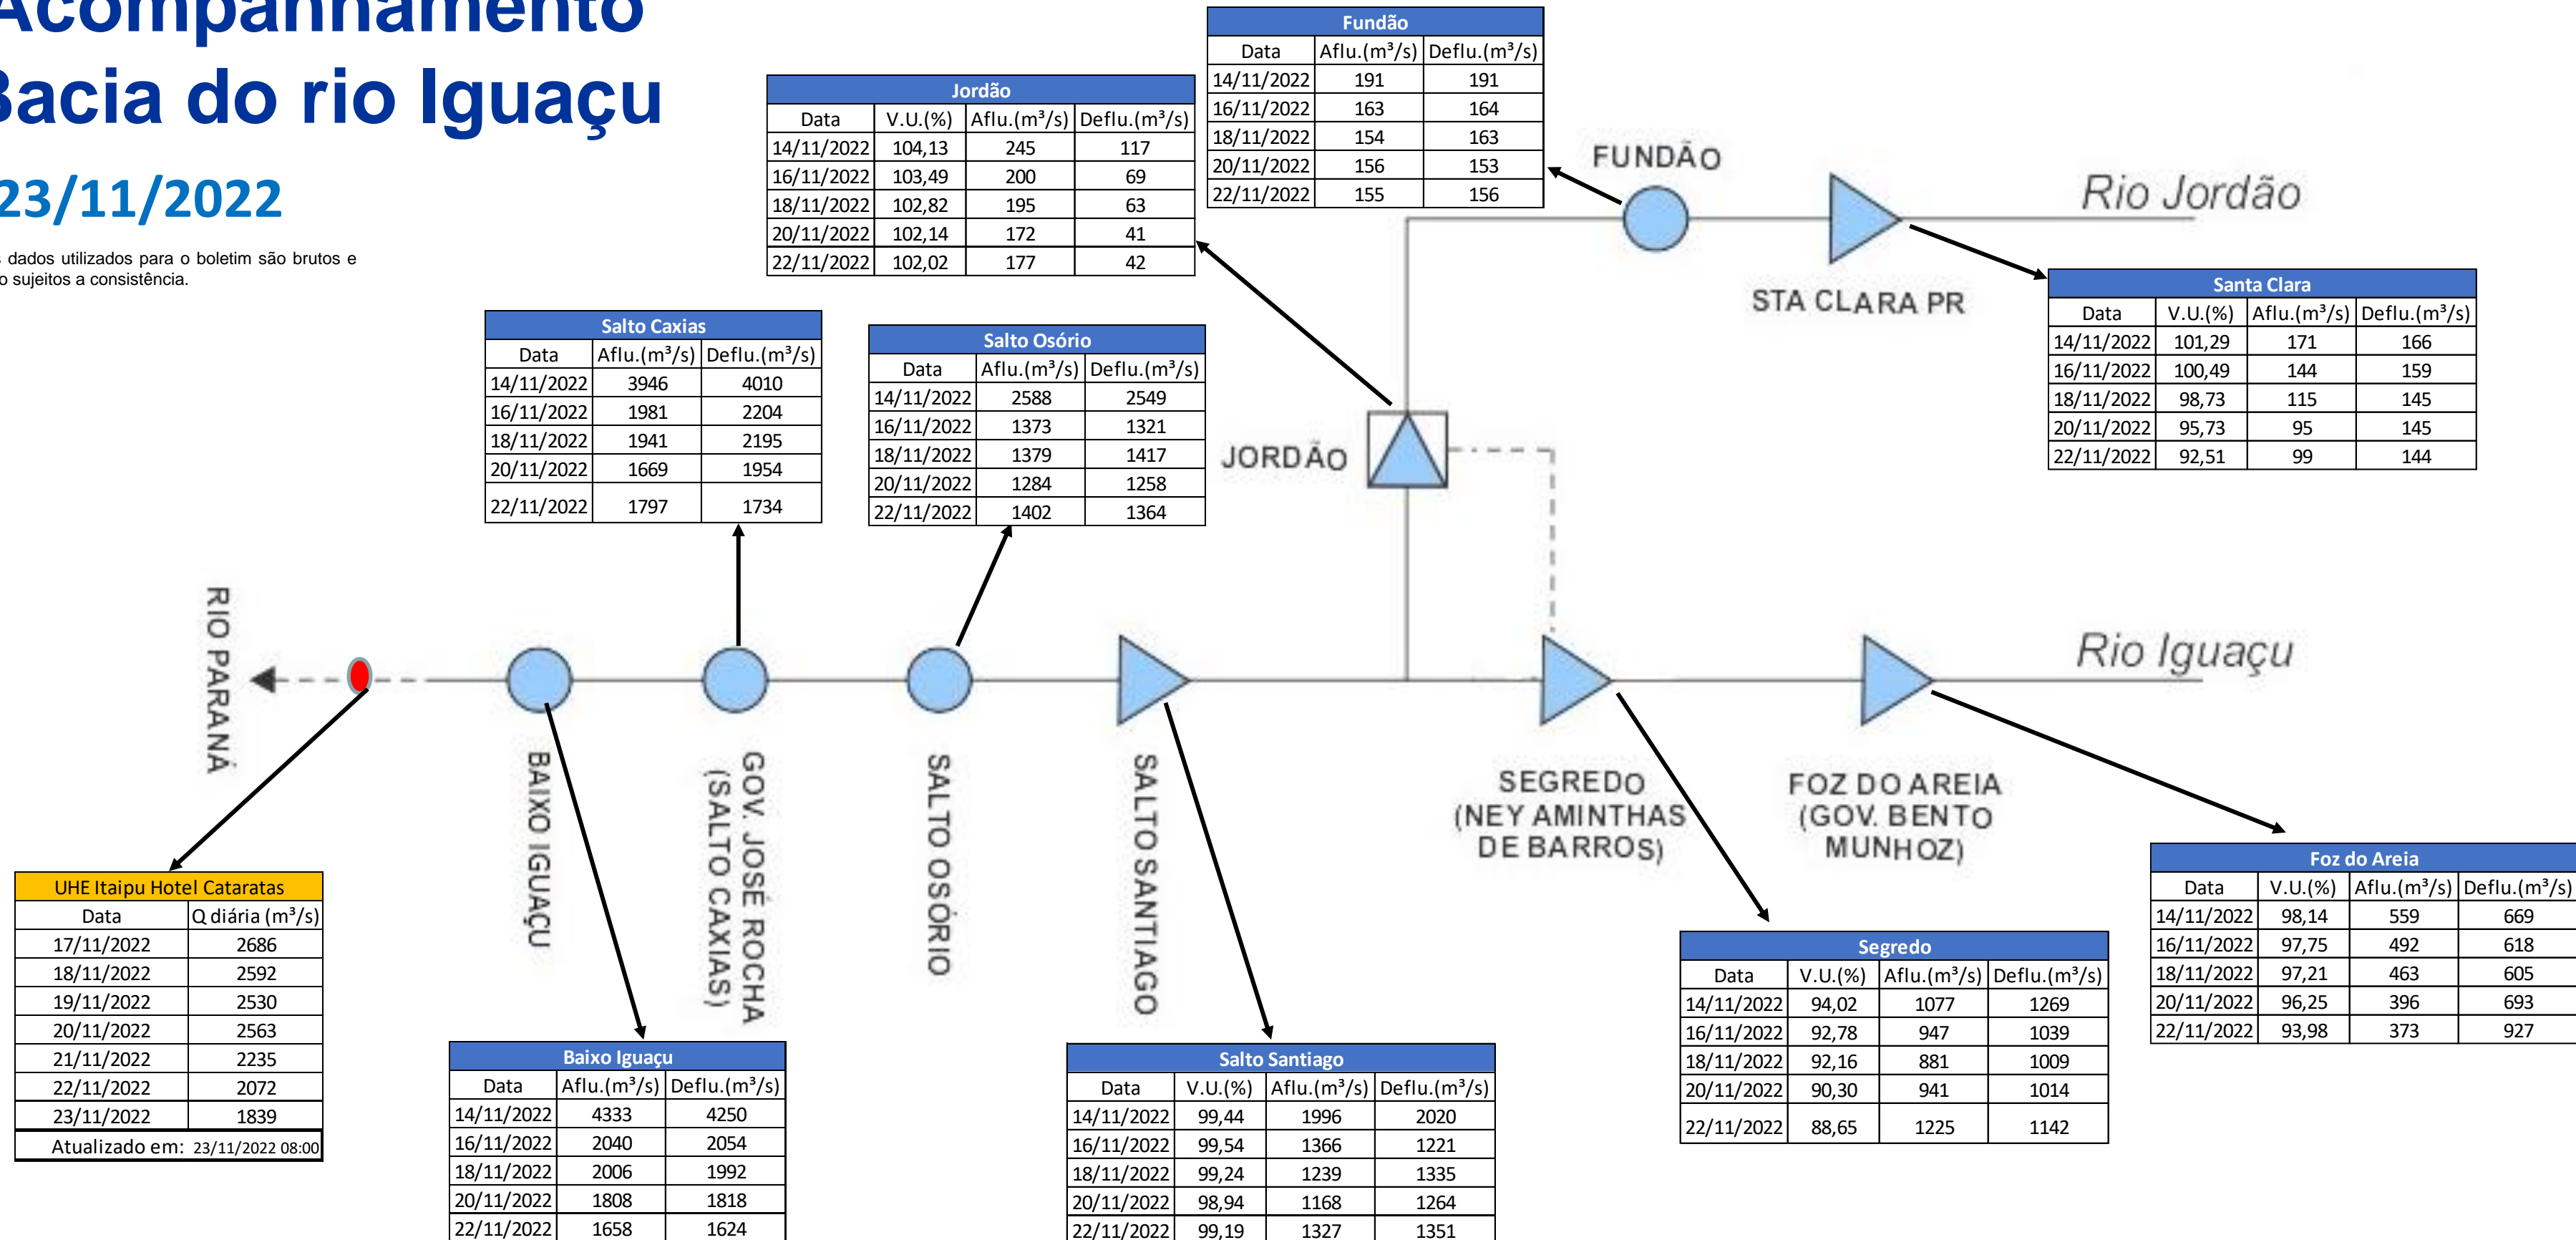 Acompanhamento
Bacia do rio Iguaçu
23/11/2022
s dados utilizados para o boletim são brutos e
o sujeitos a consistência.
Fundão
Data Aflu.(m³/s) Deflu.(m³/s)
14/11/2022 191 191
16/11/2022 163 164
18/11/2022 154 163
20/11/2022 156 153
22/11/2022 155 156
Jordão
Data V.U.(%) Aflu.(m³/s) Deflu.(m³/s)
14/11/2022 104,13 245 117
16/11/2022 103,49 200 69
18/11/2022 102,82 195 63
20/11/2022 102,14 172 41
22/11/2022 102,02 177 42
FUNDÃO
Rio Jordão
STA CLARA PR
Santa Clara
Data V.U.(%) Aflu.(m³/s) Deflu.(m³/s)
14/11/2022 101,29 171 166
16/11/2022 100,49 144 159
18/11/2022 98,73 115 145
20/11/2022 95,73 95 145
22/11/2022 92,51 99 144
Salto Caxias
Data Aflu.(m³/s) Deflu.(m³/s)
14/11/2022 3946 4010
16/11/2022 1981 2204
18/11/2022 1941 2195
20/11/2022 1669 1954
22/11/2022 1797 1734
Salto Osório
Data Aflu.(m³/s) Deflu.(m³/s)
14/11/2022 2588 2549
16/11/2022 1373 1321
18/11/2022 1379 1417
20/11/2022 1284 1258
22/11/2022 1402 1364
JORDÃO
RIO PARANÁ
Rio Iguaçu
BAIXO IGUAÇU
GOV. JOSÉ ROCHA
(SALTO CAXIAS)
SALTO OSÓRIO
SALTO SANTIAGO
SEGREDO
(NEY AMINTHAS
DE BARROS)
FOZ DO AREIA
(GOV. BENTO
MUNHOZ)
UHE Itaipu Hotel Cataratas
Data Q diária (m³/s)
17/11/2022 2686
18/11/2022 2592
19/11/2022 2530
20/11/2022 2563
21/11/2022 2235
22/11/2022 2072
23/11/2022 1839
Atualizado em: 23/11/2022 08:00
Baixo Iguaçu
Data Aflu.(m³/s) Deflu.(m³/s)
14/11/2022 4333 4250
16/11/2022 2040 2054
18/11/2022 2006 1992
20/11/2022 1808 1818
22/11/2022 1658 1624
Salto Santiago
Data V.U.(%) Aflu.(m³/s) Deflu.(m³/s)
14/11/2022 99,44 1996 2020
16/11/2022 99,54 1366 1221
18/11/2022 99,24 1239 1335
20/11/2022 98,94 1168 1264
22/11/2022 99,19 1327 1351
Segredo
Data V.U.(%) Aflu.(m³/s) Deflu.(m³/s)
14/11/2022 94,02 1077 1269
16/11/2022 92,78 947 1039
18/11/2022 92,16 881 1009
20/11/2022 90,30 941 1014
22/11/2022 88,65 1225 1142
Foz do Areia
Data V.U.(%) Aflu.(m³/s) Deflu.(m³/s)
14/11/2022 98,14 559 669
16/11/2022 97,75 492 618
18/11/2022 97,21 463 605
20/11/2022 96,25 396 693
22/11/2022 93,98 373 927